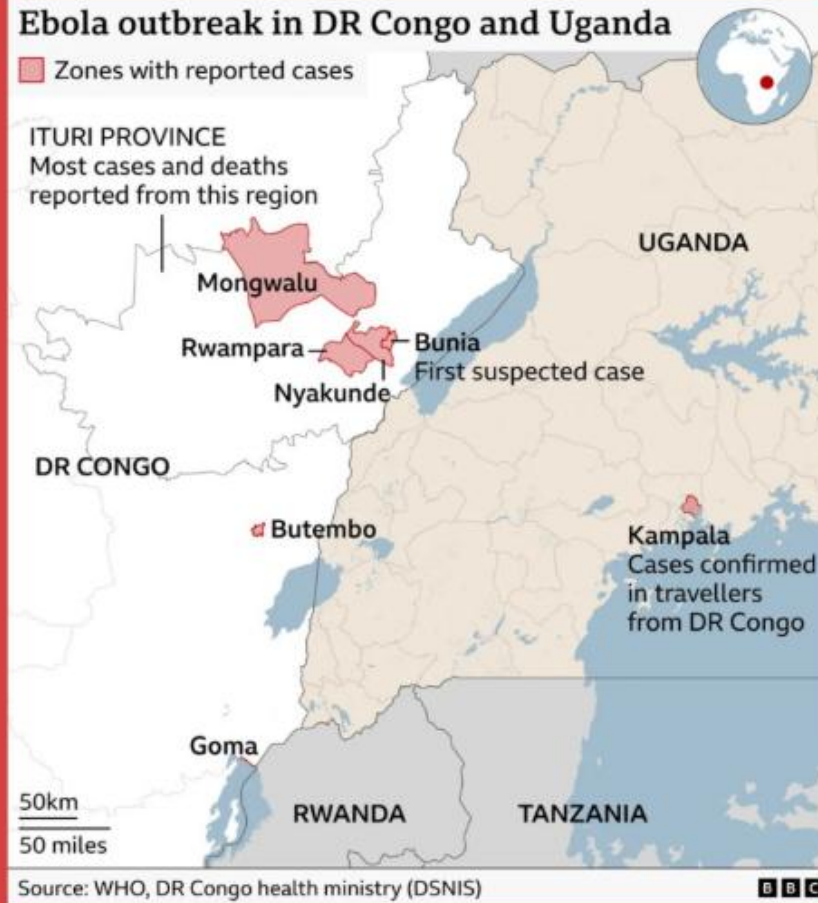 Ebola outbreak in DR Congo and Uganda
Zones with reported cases
ITURI PROVINCE
Most cases and deaths
reported from this region
UGANDA
Mongwalu
Rwampara
Bunia
First suspected case
Nyakunde
DR CONGO
Butembo
Kampala
Cases confirmed
in travellers
from DR Congo
Goma
50km
50 miles
RWANDA
TANZANIA
Source: WHO, DR Congo health ministry (DSNIS)
BBC